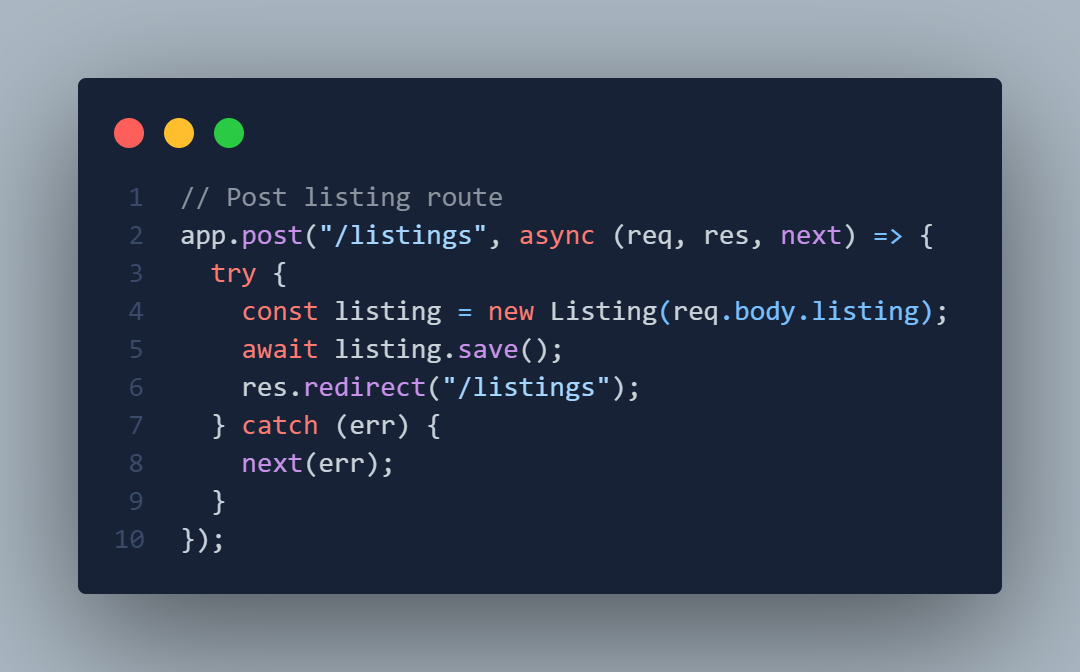 1 // Post listing route
2 app.post("/listings", async (req, res, next) => {
3   try {
4     const listing = new Listing(req.body.listing);
5     await listing.save();
6     res.redirect("/listings");
7   } catch (err) {
8     next(err);
9   }
10 });